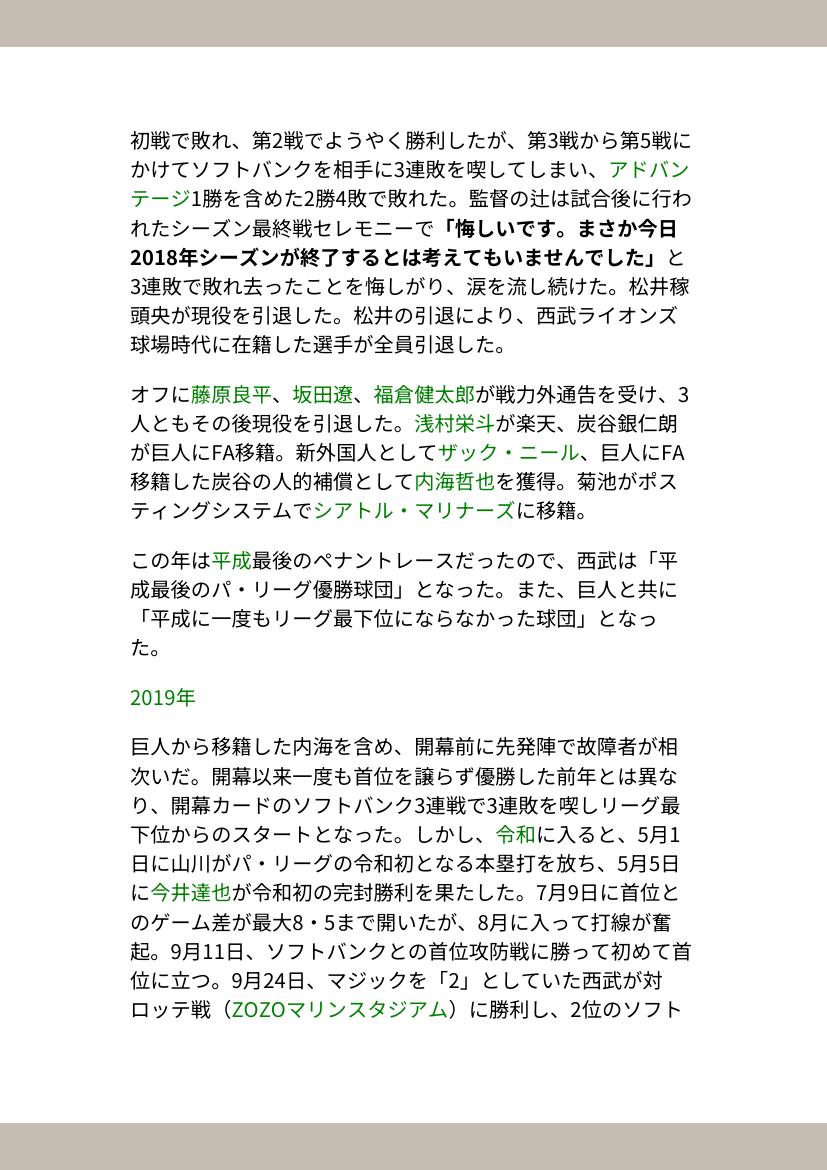 初戦で敗れ、第2戦でようやく勝利したが、第3戦から第5戦に
かけてソフトバンクを相手に3連敗を喫してしまい、アドバン
テージ1勝を含めた2勝4敗で敗れた。監督の辻は試合後に行わ
れたシーズン最終戦セレモニーで「悔しいです。まさか今日
2018年シーズンが終了するとは考えてもいませんでした」と
3連敗で敗れ去ったことを悔しがり、涙を流し続けた。松井稼
頭央が現役を引退した。松井の引退により、西武ライオンズ
球場時代に在籍した選手が全員引退した。
オフに藤原良平、坂田遼、福倉健太郎が戦力外通告を受け、3
人ともその後現役を引退した。浅村栄斗が楽天、炭谷銀仁朗
が巨人にFA移籍。新外国人としてザック・ニール、巨人にFA
移籍した炭谷の人的補償として内海哲也を獲得。菊池がポス
ティングシステムでシアトル・マリナーズに移籍。
この年は平成最後のペナントレースだったので、西武は「平
成最後のパ・リーグ優勝球団」となった。また、巨人と共に
「平成に一度もリーグ最下位にならなかった球団」となっ
た。
2019年
巨人から移籍した内海を含め、開幕前に先発陣で故障者が相
次いだ。開幕以来一度も首位を譲らず優勝した前年とは異な
り、開幕カードのソフトバンク3連戦で3連敗を喫しリーグ最
下位からのスタートとなった。しかし、令和に入ると、5月1
日に山川がパ・リーグの令和初となる本塁打を放ち、5月5日
に今井達也が令和初の完封勝利を果たした。7月9日に首位と
のゲーム差が最大8・5まで開いたが、8月に入って打線が奮
起。9月11日、ソフトバンクとの首位攻防戦に勝って初めて首
位に立つ。9月24日、マジックを「2」としていた西武が対
ロッテ戦（ZOZOマリンスタジアム）に勝利し、2位のソフト